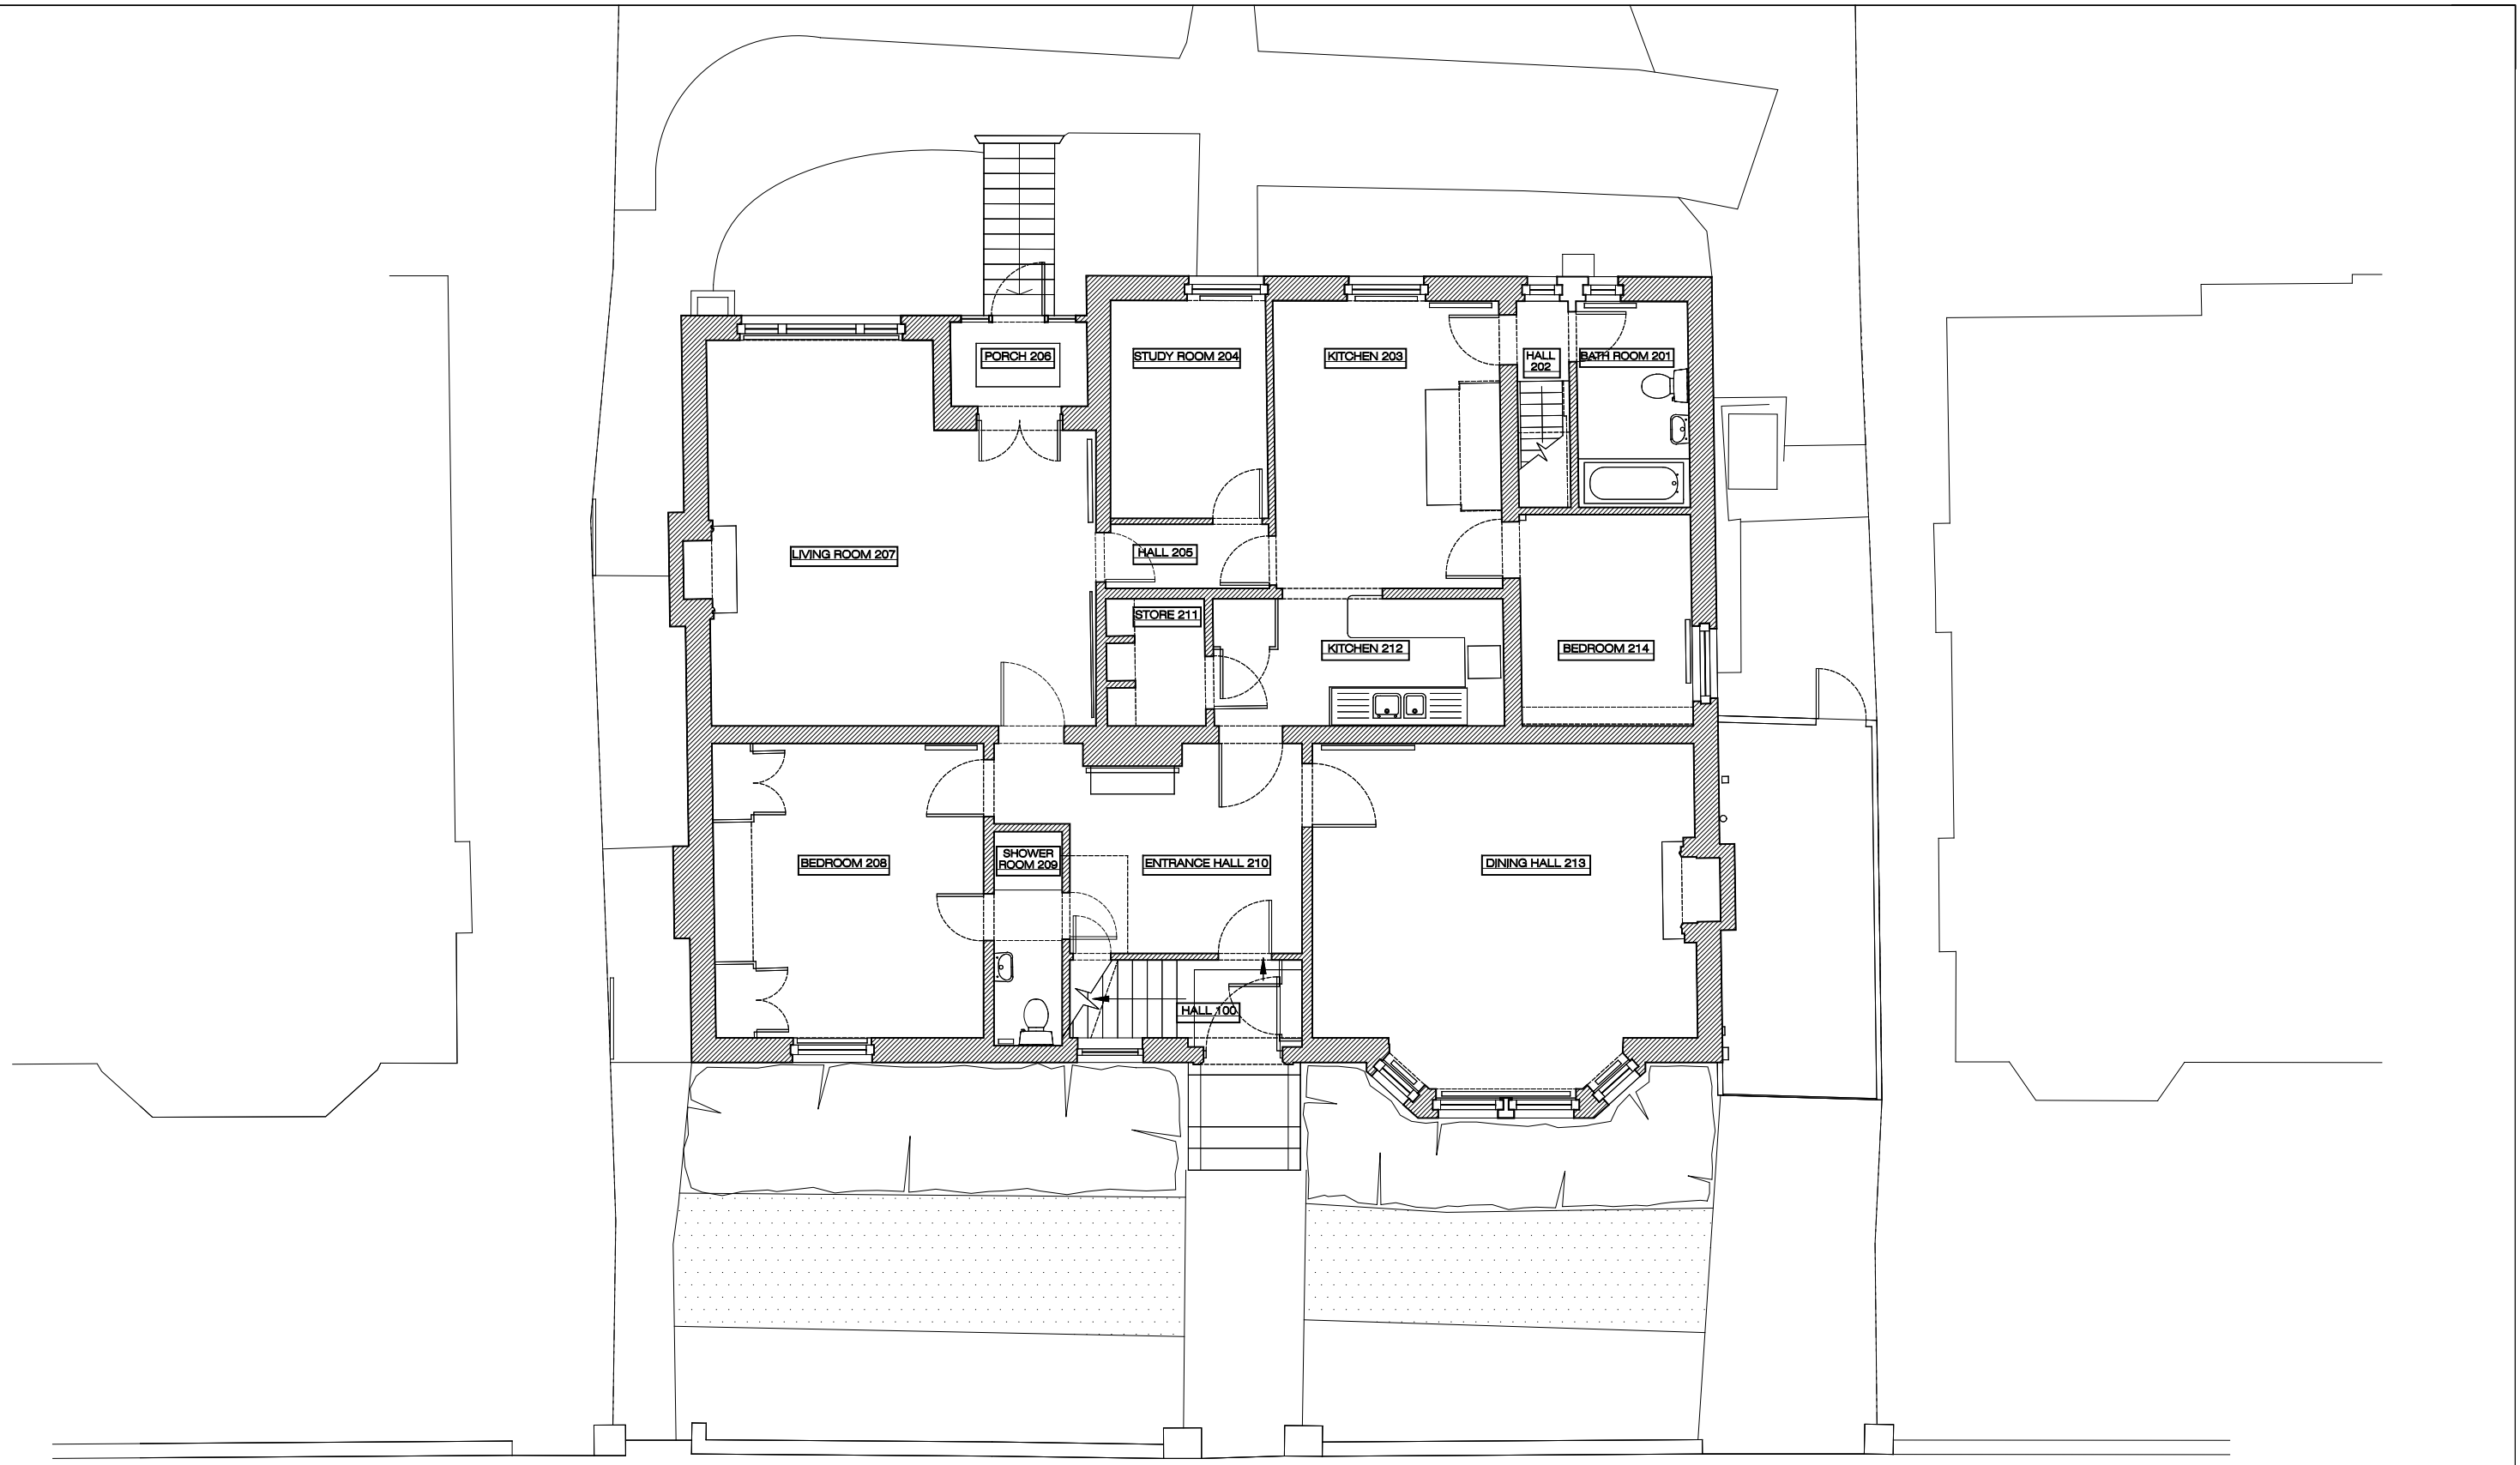 PORCH 206
STUDY ROOM 204
KITCHEN 203
HALL
202
BATH ROOM 201
LIVING ROOM 207
HALL 205
STORE 211
KITCHEN 212
BEDROOM 214
BEDROOM 208
SHOWER
ROOM 209
ENTRANCE HALL 210
DINING HALL 213
HALL 100